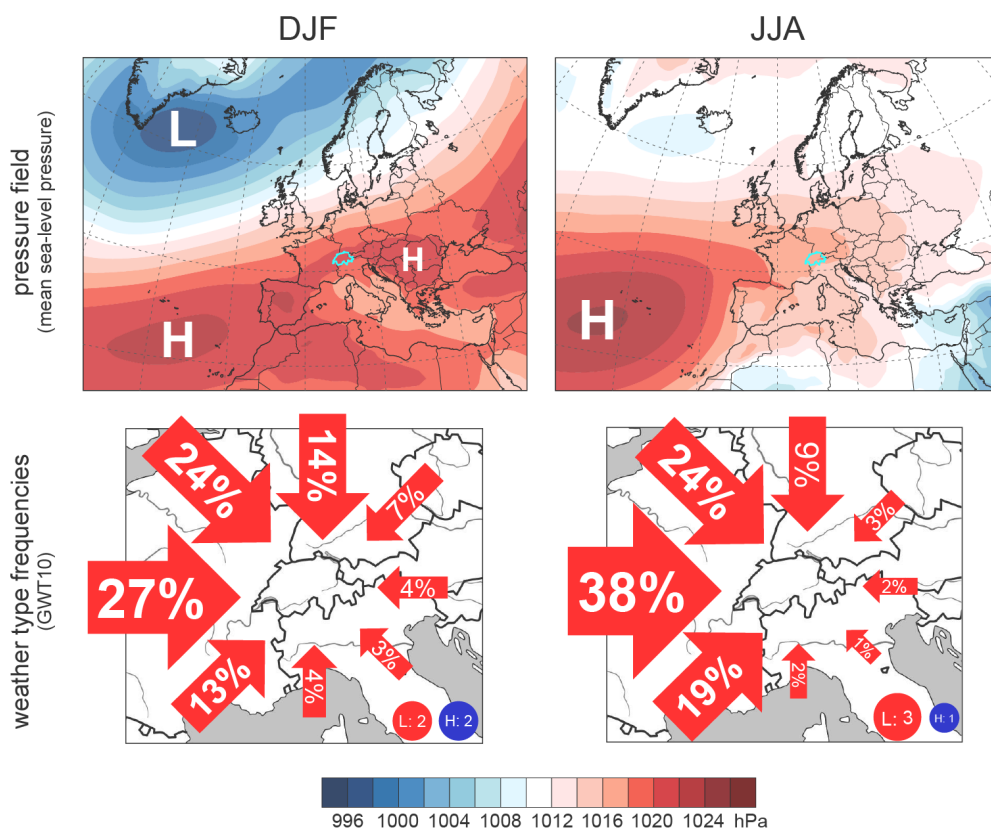 DJF
JJA
pressure field
(mean sea-level pressure)
L
H
H
H
weather type frequencies
(GWT10)
24%
14%
7%
27%
4%
13%
4%
3%
L: 2
H: 2
24%
9%
3%
38%
2%
19%
2%
1%
L: 3
H: 1
996 1000 1004 1008 1012 1016 1020 1024 hPa